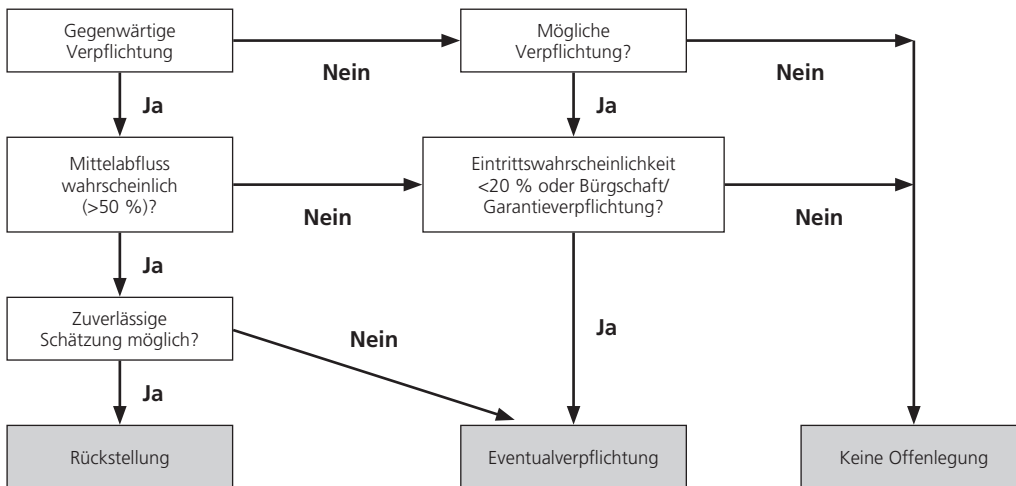 Gegenwärtige
Verpflichtung
Nein
Mögliche
Verpflichtung?
Nein
Ja
Ja
Mittelabfluss
wahrscheinlich
(>50 %)?
Nein
Eintrittswahrscheinlichkeit
<20 % oder Bürgschaft/
Garantieverpflichtung?
Nein
Ja
Ja
Zuverlässige
Schätzung möglich?
Nein
Ja
Rückstellung
Eventualverpflichtung
Keine Offenlegung